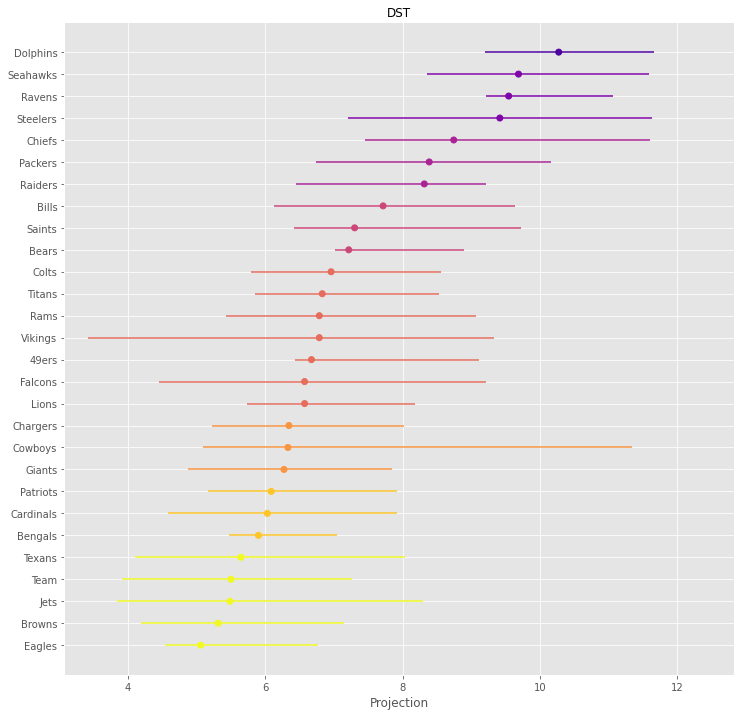 DST
Dolphins
Seahawks
Ravens
Steelers
Chiefs
Packers
Raiders
Bills
Saints
Bears
Colts
Titans
Rams
Vikings
49ers
Falcons
Lions
Chargers
Cowboys
Giants
Patriots
Cardinals
Bengals
Texans
Team
Jets
Browns
Eagles
4 6 8 10 12
Projection